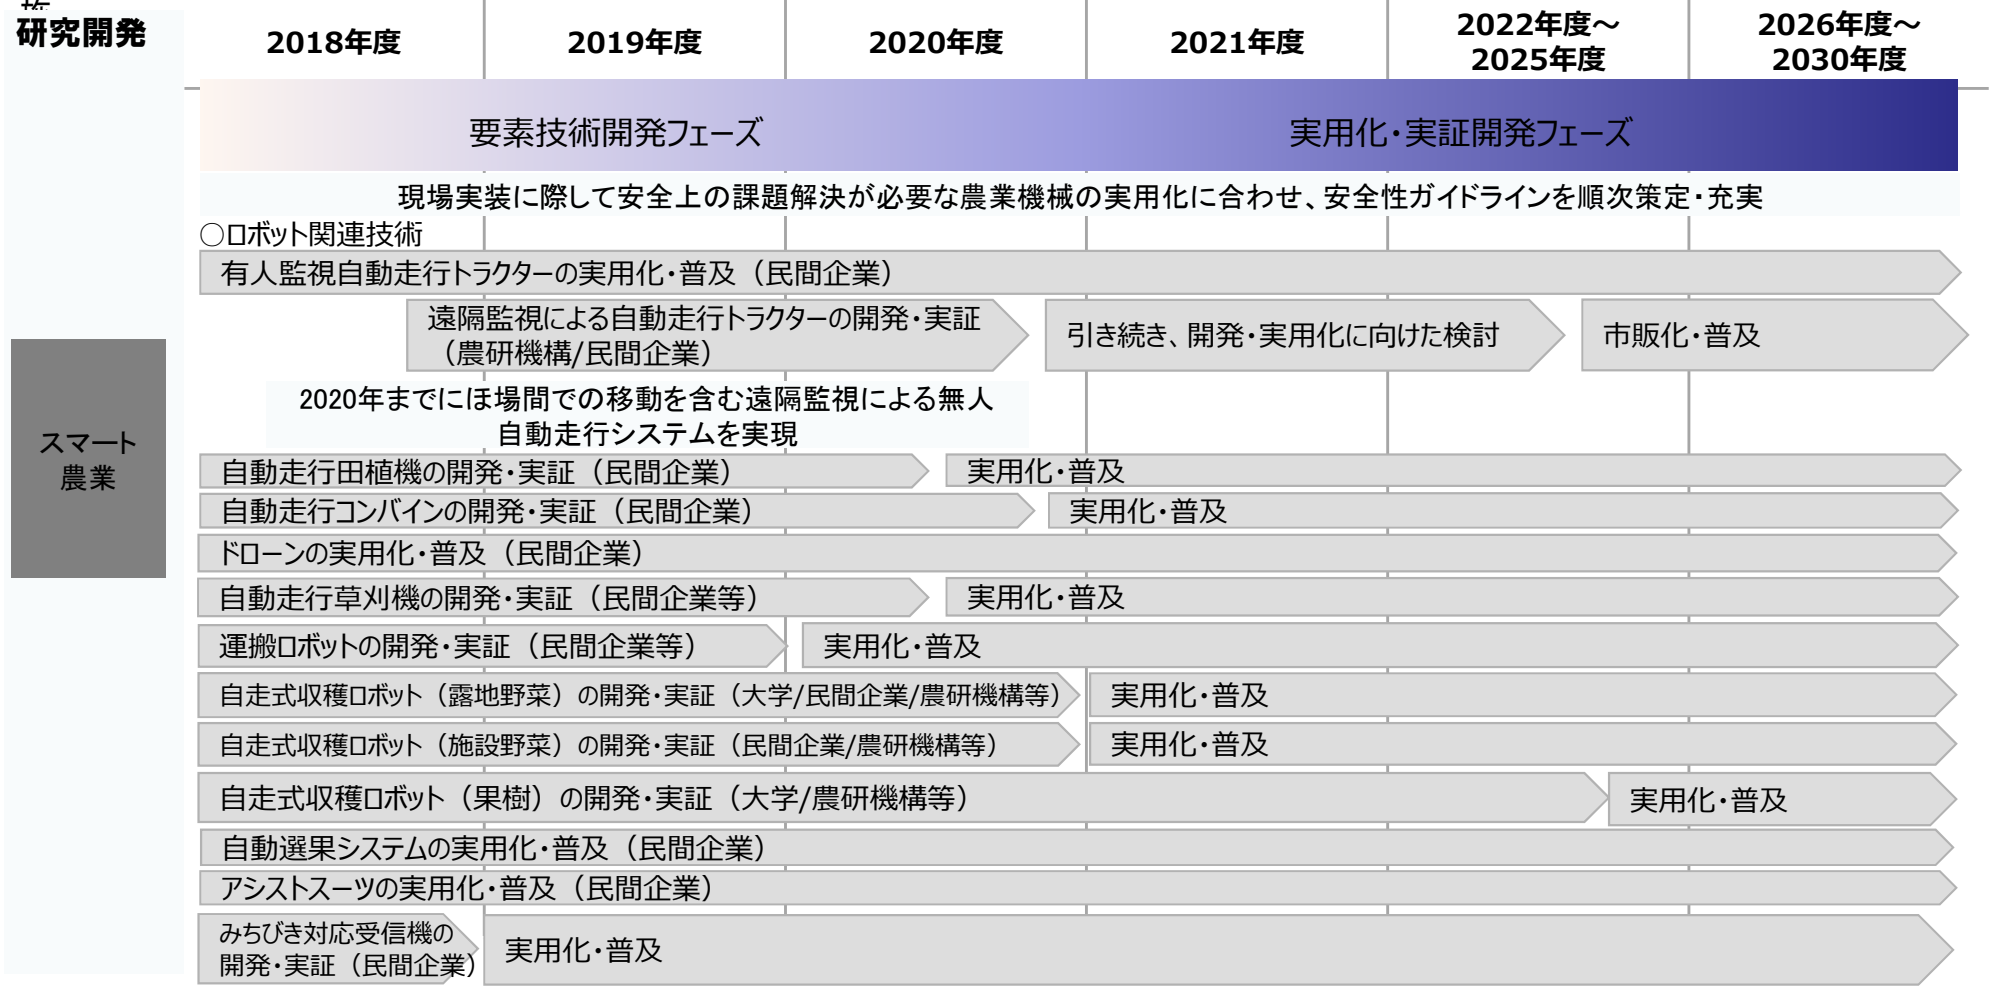 研究開発
2018年度
2019年度
2020年度
2021年度
2022年度～
2025年度
2026年度～
2030年度
要素技術開発フェーズ
実用化・実証開発フェーズ
現場実装に際して安全上の課題解決が必要な農業機械の実用化に合わせ、安全性ガイドラインを順次策定・充実
スマート
農業
○ロボット関連技術
有人監視自動走行トラクターの実用化・普及（民間企業）
遠隔監視による自動走行トラクターの開発・実証
（農研機構/民間企業）
引き続き、開発・実用化に向けた検討
市販化・普及
2020年までにほ場間での移動を含む遠隔監視による無人
自動走行システムを実現
自動走行田植機の開発・実証（民間企業）
実用化・普及
自動走行コンバインの開発・実証（民間企業）
実用化・普及
ドローンの実用化・普及（民間企業）
自動走行草刈機の開発・実証（民間企業等）
実用化・普及
運搬ロボットの開発・実証（民間企業等）
実用化・普及
自走式収穫ロボット（露地野菜）の開発・実証（大学/民間企業/農研機構等）
実用化・普及
自走式収穫ロボット（施設野菜）の開発・実証（民間企業/農研機構等）
実用化・普及
自走式収穫ロボット（果樹）の開発・実証（大学/農研機構等）
実用化・普及
自動選果システムの実用化・普及（民間企業）
アシストスーツの実用化・普及（民間企業）
みちびき対応受信機の
開発・実証（民間企業）
実用化・普及